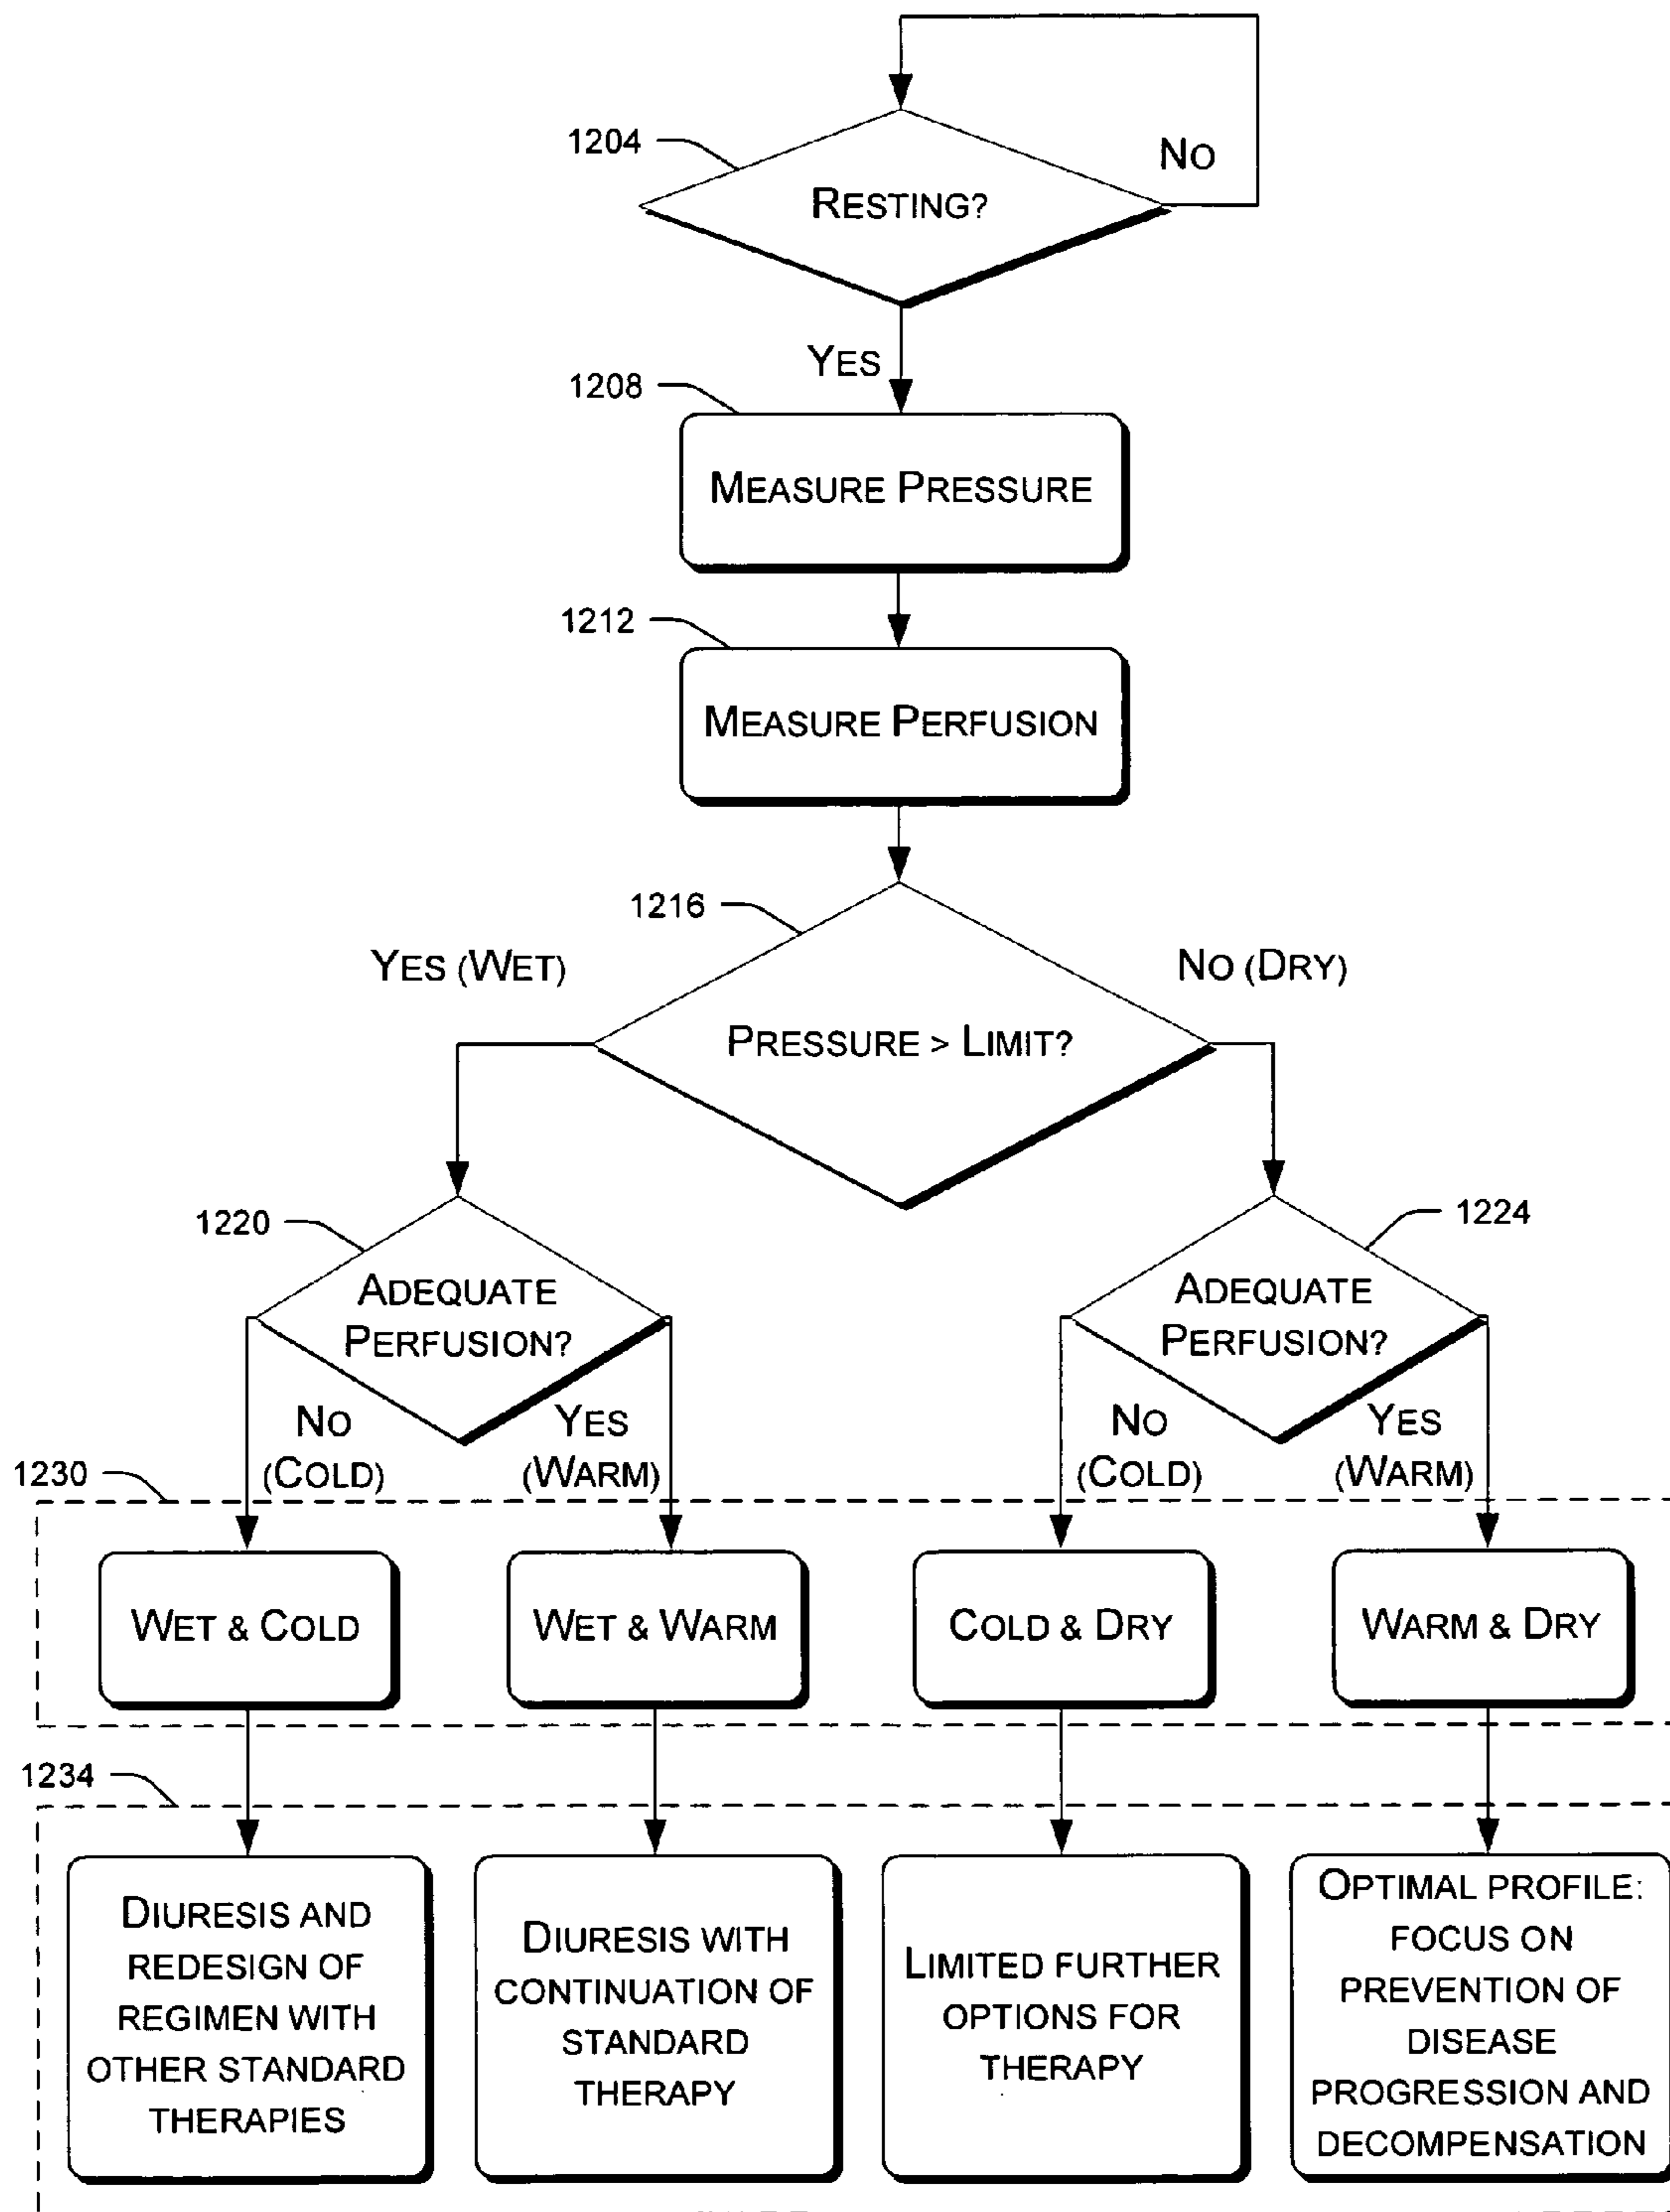 1204
RESTING?
NO
YES
1208
MEASURE PRESSURE
1212
MEASURE PERFUSION
1216
YES (WET)
NO (DRY)
PRESSURE > LIMIT?
1220
ADEQUATE
PERFUSION?
1224
ADEQUATE
PERFUSION?
NO
(COLD)
YES
(WARM)
NO
(COLD)
YES
(WARM)
1230
WET & COLD
WET & WARM
COLD & DRY
WARM & DRY
1234
DIURESIS AND
REDESIGN OF
REGIMEN WITH
OTHER STANDARD
THERAPIES
DIURESIS WITH
CONTINUATION OF
STANDARD
THERAPY
LIMITED FURTHER
OPTIONS FOR
THERAPY
OPTIMAL PROFILE:
FOCUS ON
PREVENTION OF
DISEASE
PROGRESSION AND
DECOMPENSATION